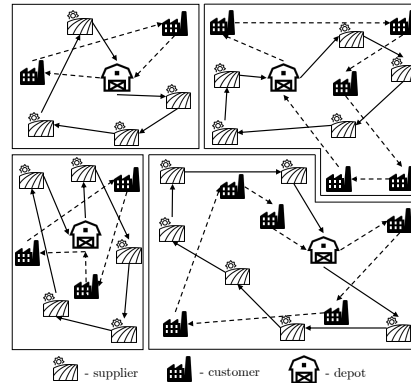 - supplier - customer - depot